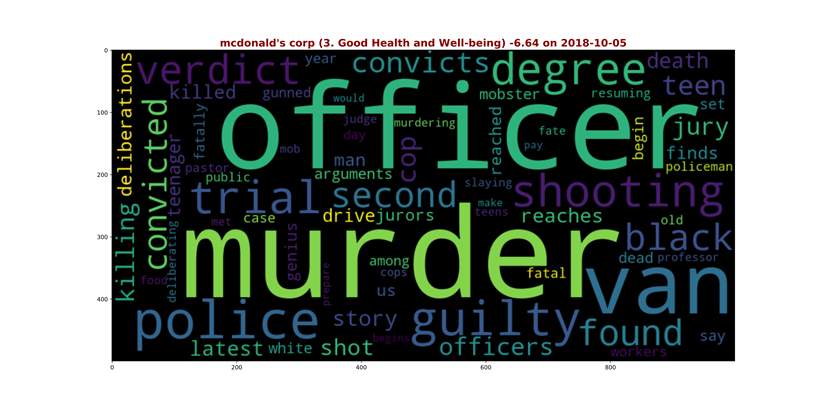 mcdonald's corp (3. Good Health and Well-being) -6.64 on 2018-10-05
0
100
200
300
400
0
200
400
600
800
deliberations
verdict
year
convicts
degree
death
teen
killed
gunned
would
mobster
resuming
set
convicted
fatally
officer
judge
murdering
reached
fate
begin
jury
teenager
mob
day
cop
pay
finds
pastor
man
policeman
public
arguments
slaying
trial
second
make
shooting
met
case
drive
jurors
teens
reaches
old
killing
deliberating
murder
genius
black
food
prepare
among
cops
us
fatal
dead
professor
van
police
story
guilty
found
say
latest
white
shot
begins
officers
workers